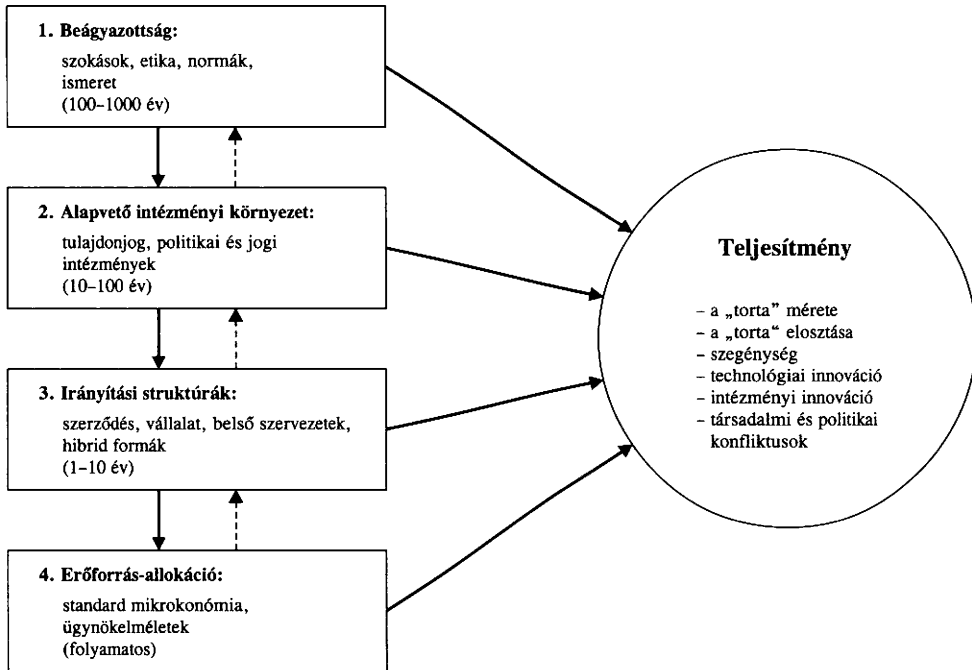 1. Beágyazottság:
szokások, etika, normák,
ismeret
(100–1000 év)
2. Alapvető intézményi környezet:
tulajdonjog, politikai és jogi
intézmények
(10–100 év)
3. Irányítási struktúrák:
szerződés, vállalat, belső szervezetek,
hibrid formák
(1–10 év)
4. Erőforrás-allokáció:
standard mikrokonómia,
ügynökelméletek
(folyamatos)
Teljesítmény
– a „torta” mérete
– a „torta“ elosztása
– szegénység
– technológiai innováció
– intézményi innováció
– társadalmi és politikai
konfliktusok